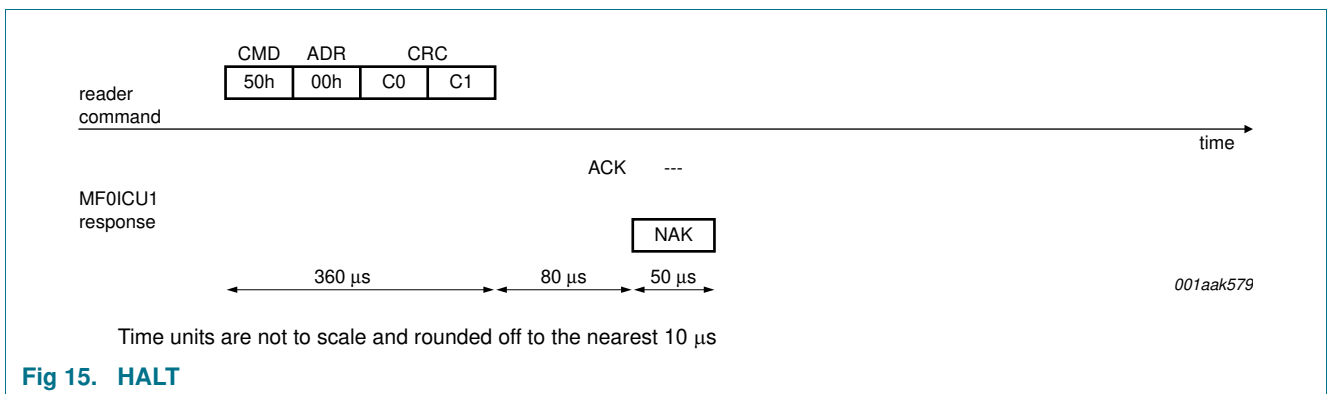 CMD ADR CRC
50h 00h C0 C1
reader
command
time
ACK ---
MF0ICU1
response
NAK
360 μs 80 μs 50 μs
001aak579
Time units are not to scale and rounded off to the nearest 10 μs
Fig 15. HALT